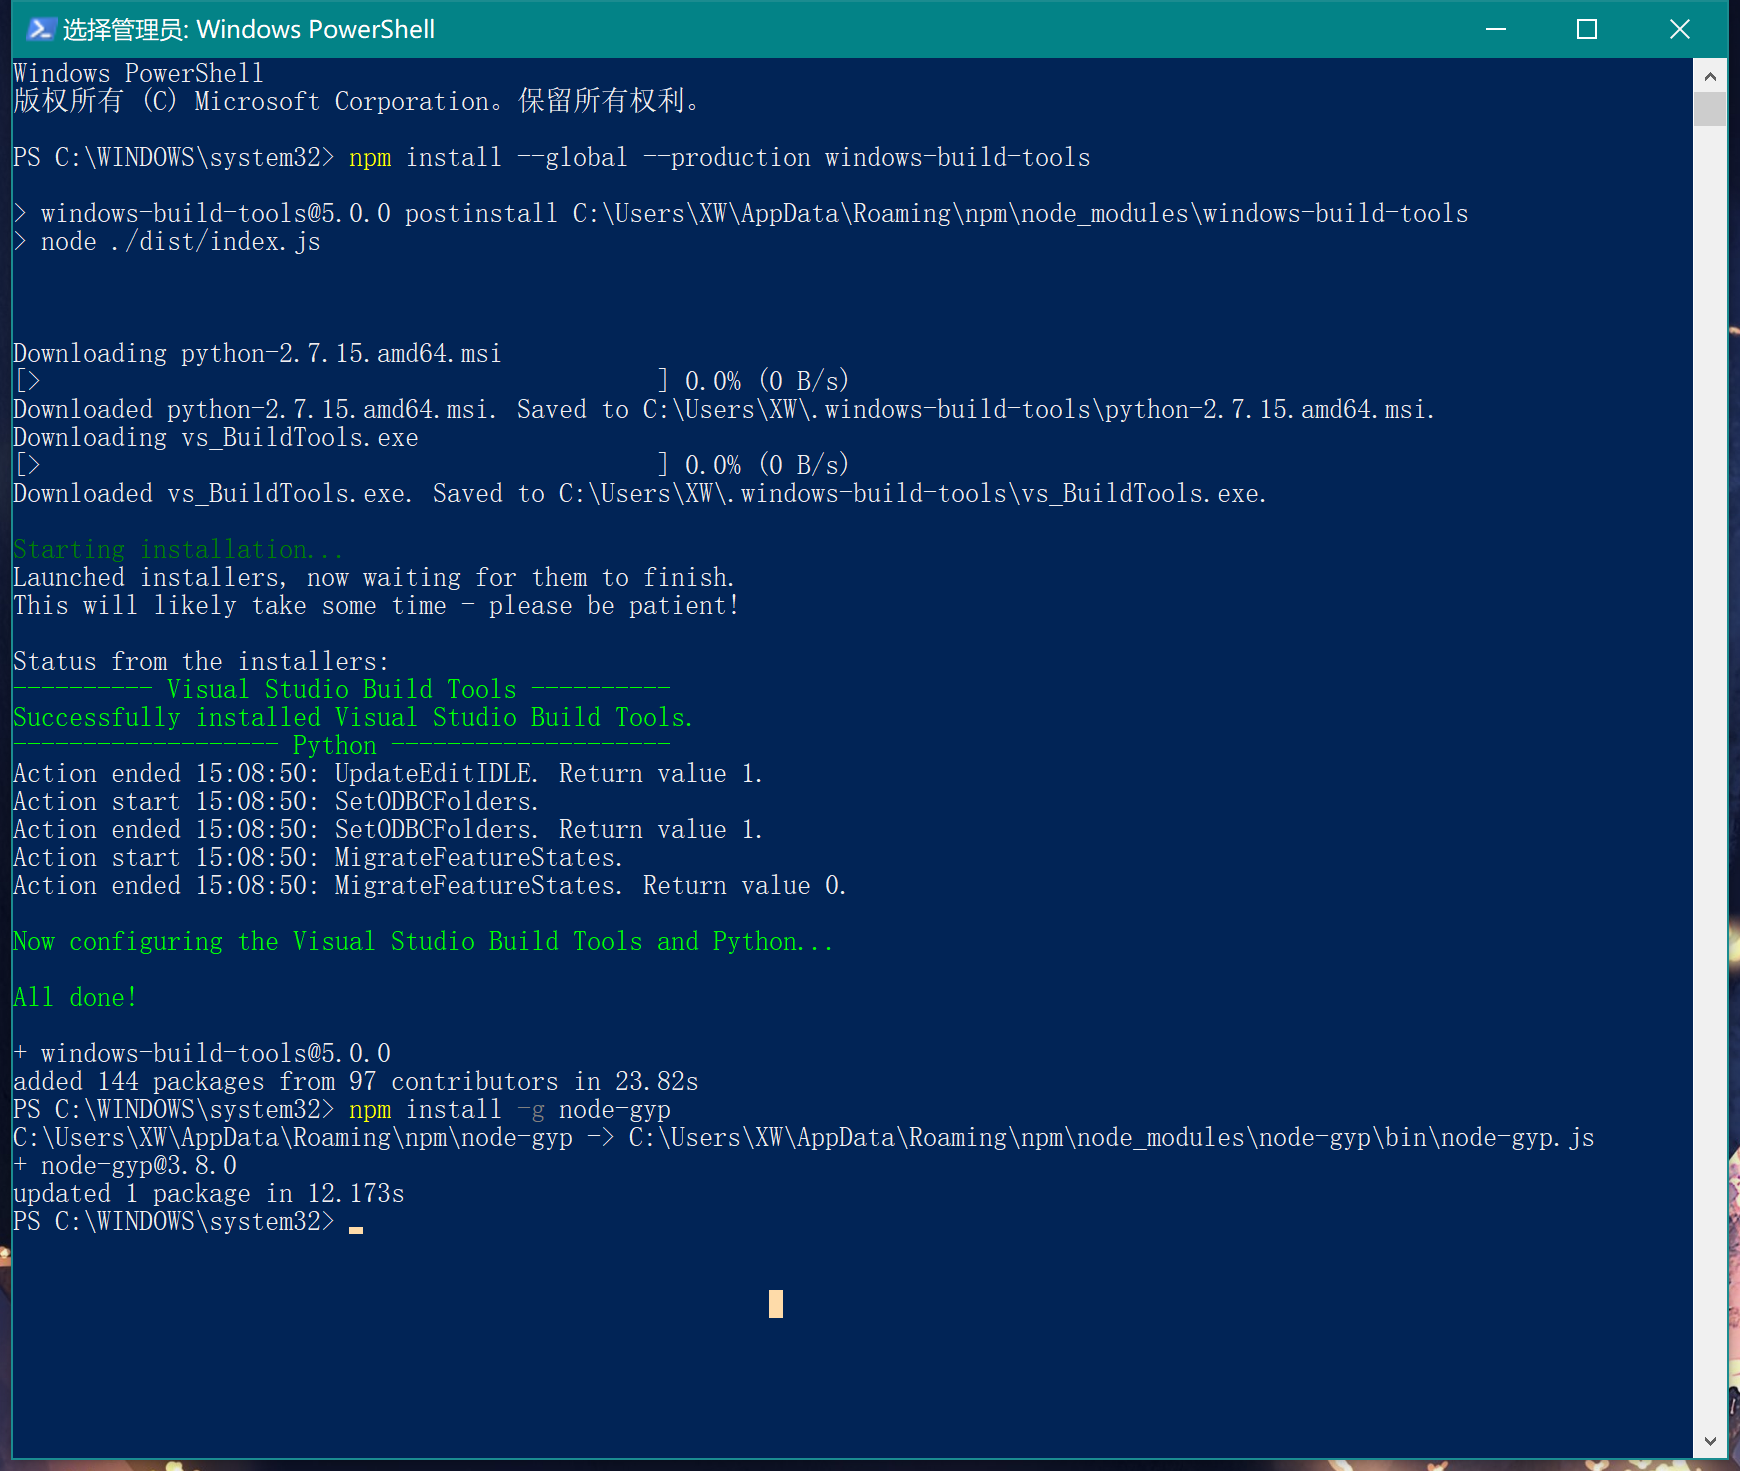 选择管理员: Windows PowerShell
Windows PowerShell
版权所有 (C) Microsoft Corporation。保留所有权利。
PS C:\WINDOWS\system32> npm install --global --production windows-build-tools
> windows-build-tools@5.0.0 postinstall C:\Users\XW\AppData\Roaming\npm\node_modules\windows-build-tools
> node ./dist/index.js
Downloading python-2.7.15.amd64.msi
[>                                            ] 0.0% (0 B/s)
Downloaded python-2.7.15.amd64.msi. Saved to C:\Users\XW\.windows-build-tools\python-2.7.15.amd64.msi.
Downloading vs_BuildTools.exe
[>                                            ] 0.0% (0 B/s)
Downloaded vs_BuildTools.exe. Saved to C:\Users\XW\.windows-build-tools\vs_BuildTools.exe.
Starting installation...
Launched installers, now waiting for them to finish.
This will likely take some time - please be patient!
Status from the installers:
---------- Visual Studio Build Tools ----------
Successfully installed Visual Studio Build Tools.
------------------- Python --------------------
Action ended 15:08:50: UpdateEditIDLE. Return value 1.
Action start 15:08:50: SetODBCFolders.
Action ended 15:08:50: SetODBCFolders. Return value 1.
Action start 15:08:50: MigrateFeatureStates.
Action ended 15:08:50: MigrateFeatureStates. Return value 0.
Now configuring the Visual Studio Build Tools and Python...
All done!
+ windows-build-tools@5.0.0
added 144 packages from 97 contributors in 23.82s
PS C:\WINDOWS\system32> npm install -g node-gyp
C:\Users\XW\AppData\Roaming\npm\node-gyp -> C:\Users\XW\AppData\Roaming\npm\node_modules\node-gyp\bin\node-gyp.js
+ node-gyp@3.8.0
updated 1 package in 12.173s
PS C:\WINDOWS\system32>